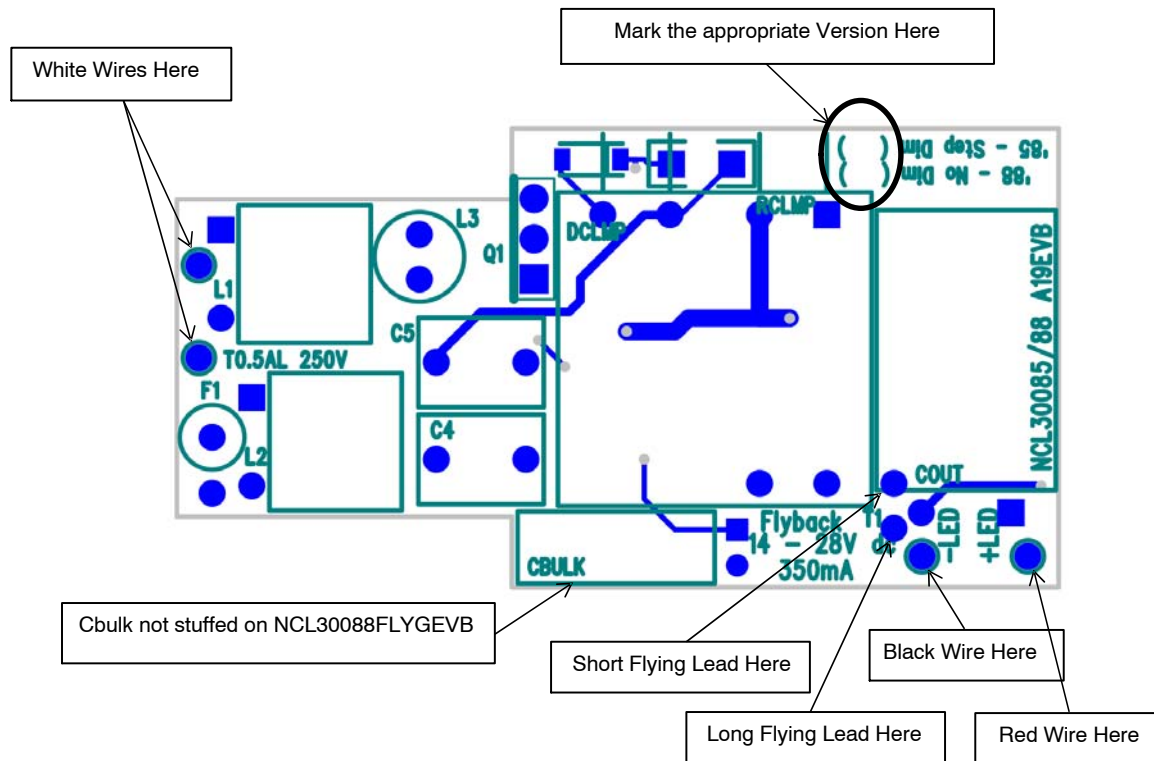 Mark the appropriate Version Here
White Wires Here
'85 - Step Dim ( )
'88 - No Dim ( )
RCLMP
DCLMP
L3
Q1
L1
C5
T0.5AL 250V
F1
C4
L2
NCL30085/88 A19EVB
COUT
Flyback
T1
14 - 28V dc
350mA
-LED
+LED
CBULK
Cbulk not stuffed on NCL30088FLYGEVB
Short Flying Lead Here
Black Wire Here
Long Flying Lead Here
Red Wire Here